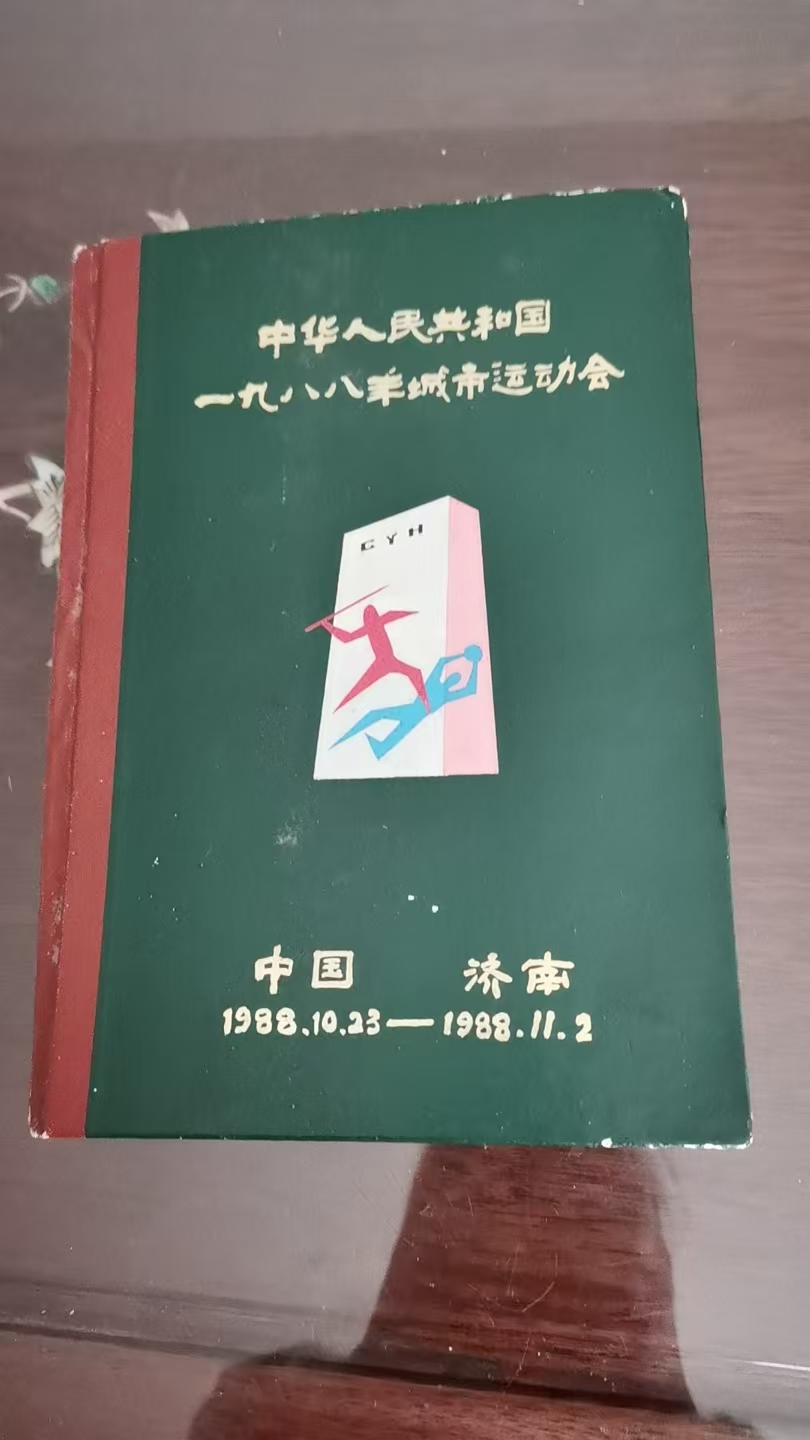 中华人民共和国
一九八八年城市运动会
CYH
中国 济南
1988.10.23—1988.11.2